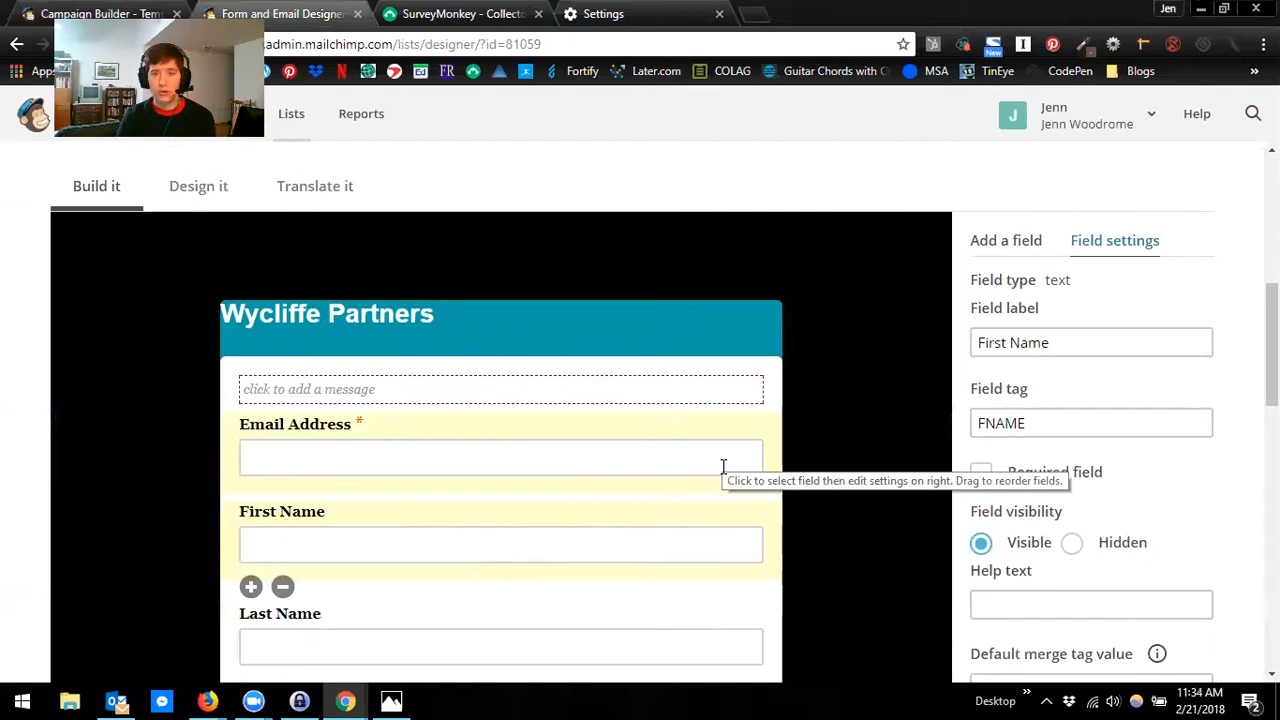 Campaign Builder - Tem
Form and Email Designe
SurveyMonkey - Collecto
Settings
Jen
admin.mailchimp.com/lists/designer/?id=81059
New
Apps
Fortify
Later.com
COLAG
Guitar Chords with C
MSA
TinEye
CodePen
Blogs
»
Lists
Reports
J
Jenn
Jenn Woodrome
Help
Build it
Design it
Translate it
Add a field
Field settings
Field type text
Field label
First Name
Field tag
FNAME
Required field
Field visibility
Visible
Hidden
Help text
Default merge tag value
Wycliffe Partners
click to add a message
Email Address *
Click to select field then edit settings on right. Drag to reorder fields.
First Name
Last Name
Desktop
»
11:34 AM
2/21/2018
2